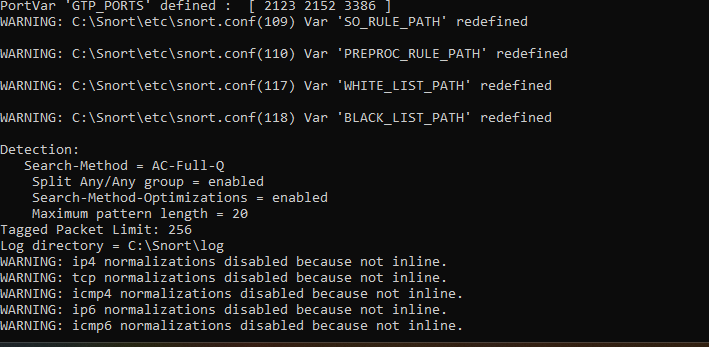 PortVar 'GTP_PORTS' defined :  [ 2123 2152 3386 ]
WARNING: C:\Snort\etc\snort.conf(109) Var 'SO_RULE_PATH' redefined
WARNING: C:\Snort\etc\snort.conf(110) Var 'PREPROC_RULE_PATH' redefined
WARNING: C:\Snort\etc\snort.conf(117) Var 'WHITE_LIST_PATH' redefined
WARNING: C:\Snort\etc\snort.conf(118) Var 'BLACK_LIST_PATH' redefined
Detection:
   Search-Method = AC-Full-Q
    Split Any/Any group = enabled
    Search-Method-Optimizations = enabled
    Maximum pattern length = 20
Tagged Packet Limit: 256
Log directory = C:\Snort\log
WARNING: ip4 normalizations disabled because not inline.
WARNING: tcp normalizations disabled because not inline.
WARNING: icmp4 normalizations disabled because not inline.
WARNING: ip6 normalizations disabled because not inline.
WARNING: icmp6 normalizations disabled because not inline.